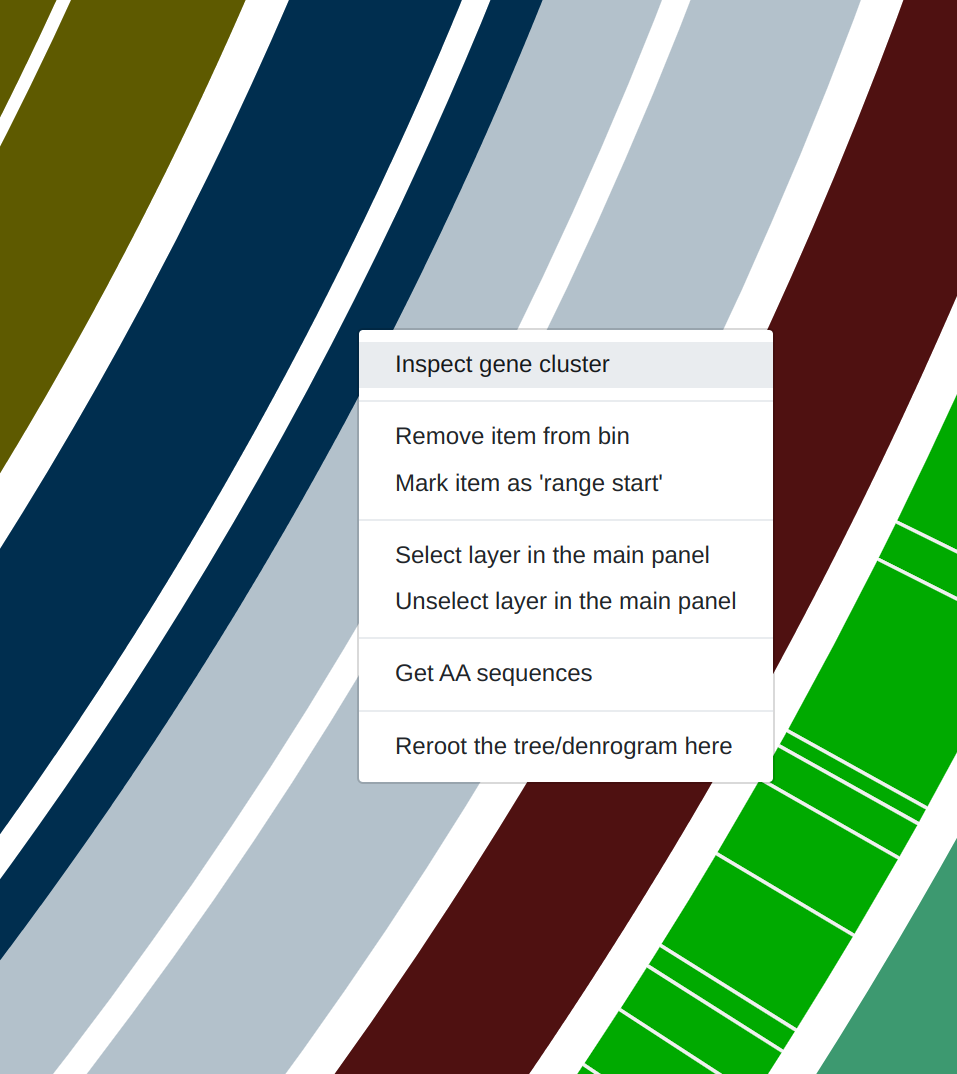 Inspect gene cluster
Remove item from bin
Mark item as 'range start'
Select layer in the main panel
Unselect layer in the main panel
Get AA sequences
Reroot the tree/denrogram here